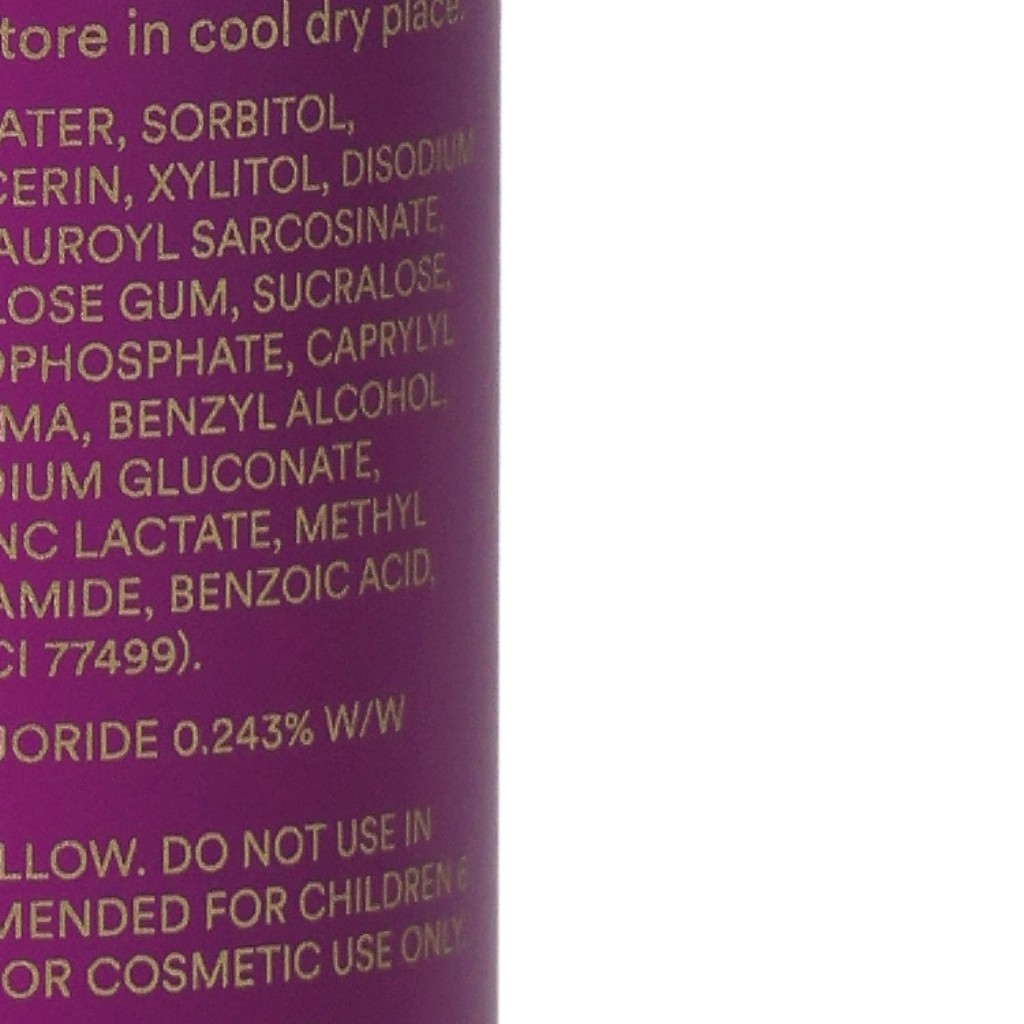 tore in cool dry place.
ATER, SORBITOL,
CERIN, XYLITOL, DISODIUM
AUROYL SARCOSINATE,
LOSE GUM, SUCRALOSE,
OPHOSPHATE, CAPRYLYL
MA, BENZYL ALCOHOL,
DIUM GLUCONATE,
NC LACTATE, METHYL
AMIDE, BENZOIC ACID,
CI 77499).
UORIDE 0.243% W/W
LLOW. DO NOT USE IN
MENDED FOR CHILDREN 6
OR COSMETIC USE ONLY.